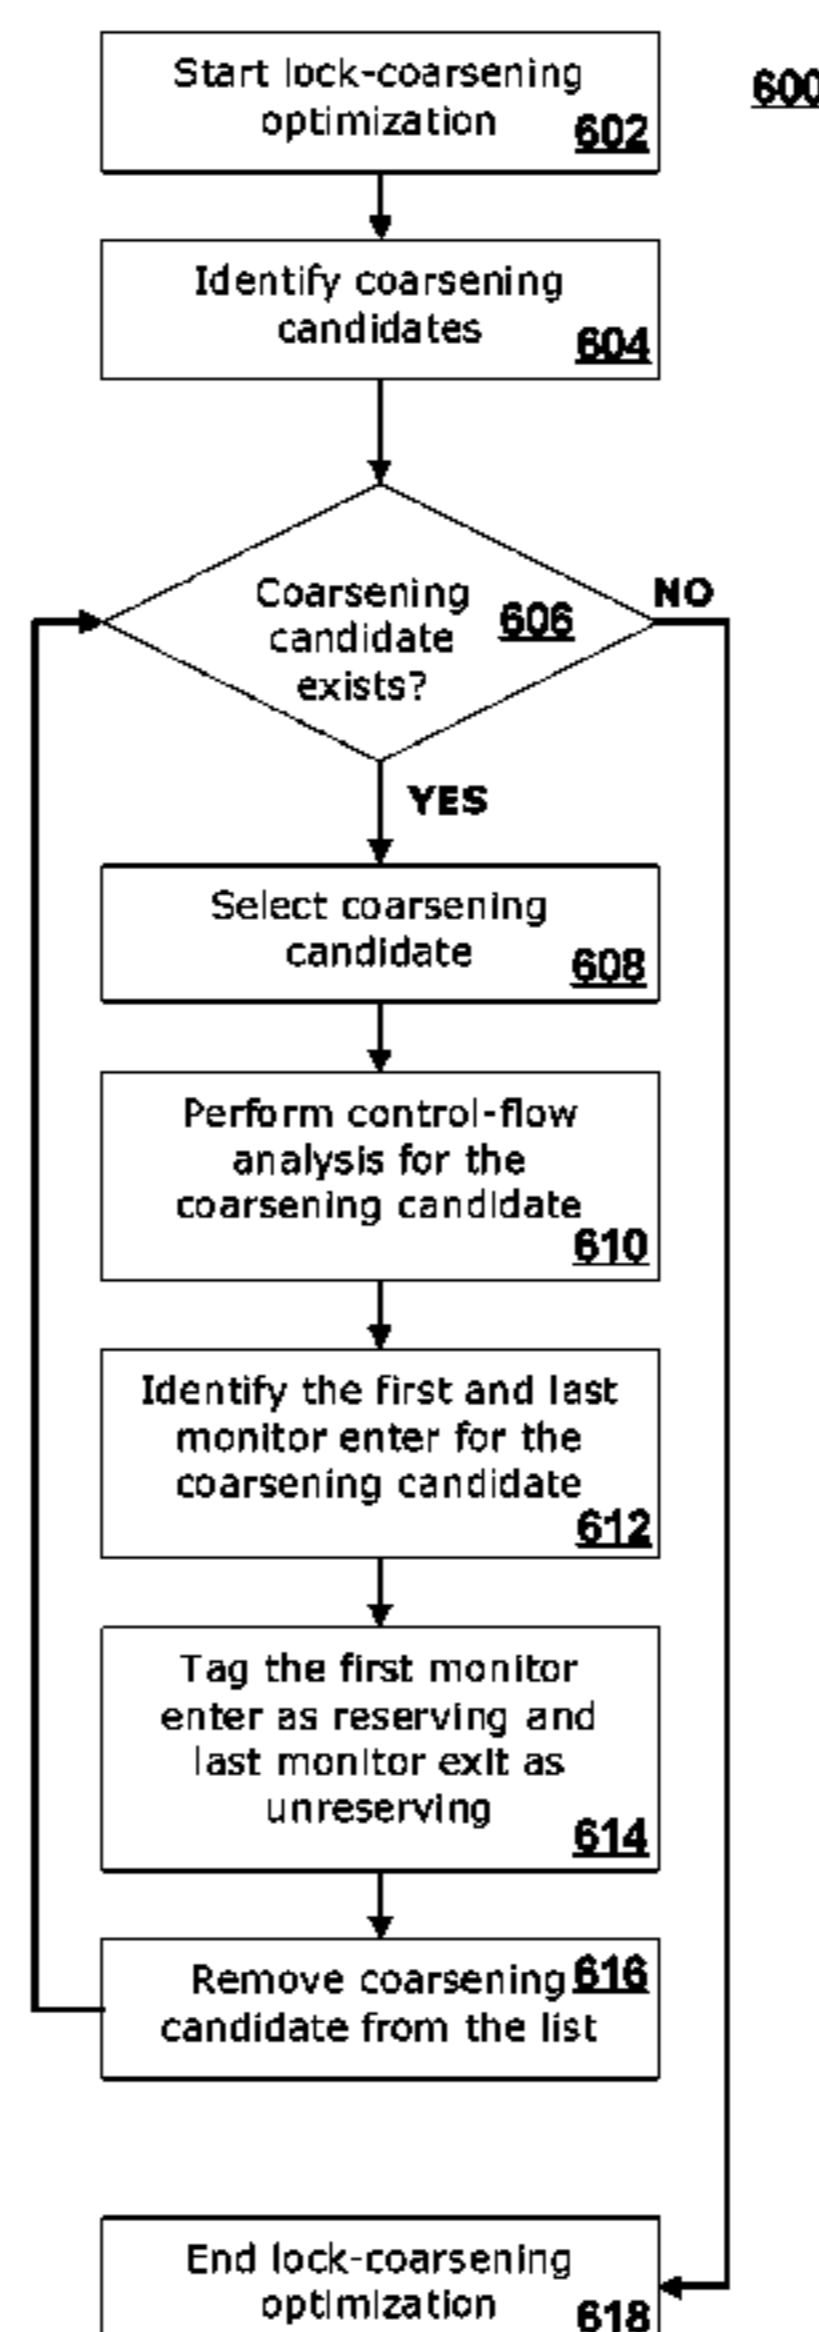 Start lock-coarsening
optimization
602
600
Identify coarsening
candidates
604
Coarsening
candidate
exists?
606
NO
YES
Select coarsening
candidate
608
Perform control-flow
analysis for the
coarsening candidate
610
Identify the first and last
monitor enter for the
coarsening candidate
612
Tag the first monitor
enter as reserving and
last monitor exit as
unreserving
614
Remove coarsening
candidate from the list
616
End lock-coarsening
optimization
618